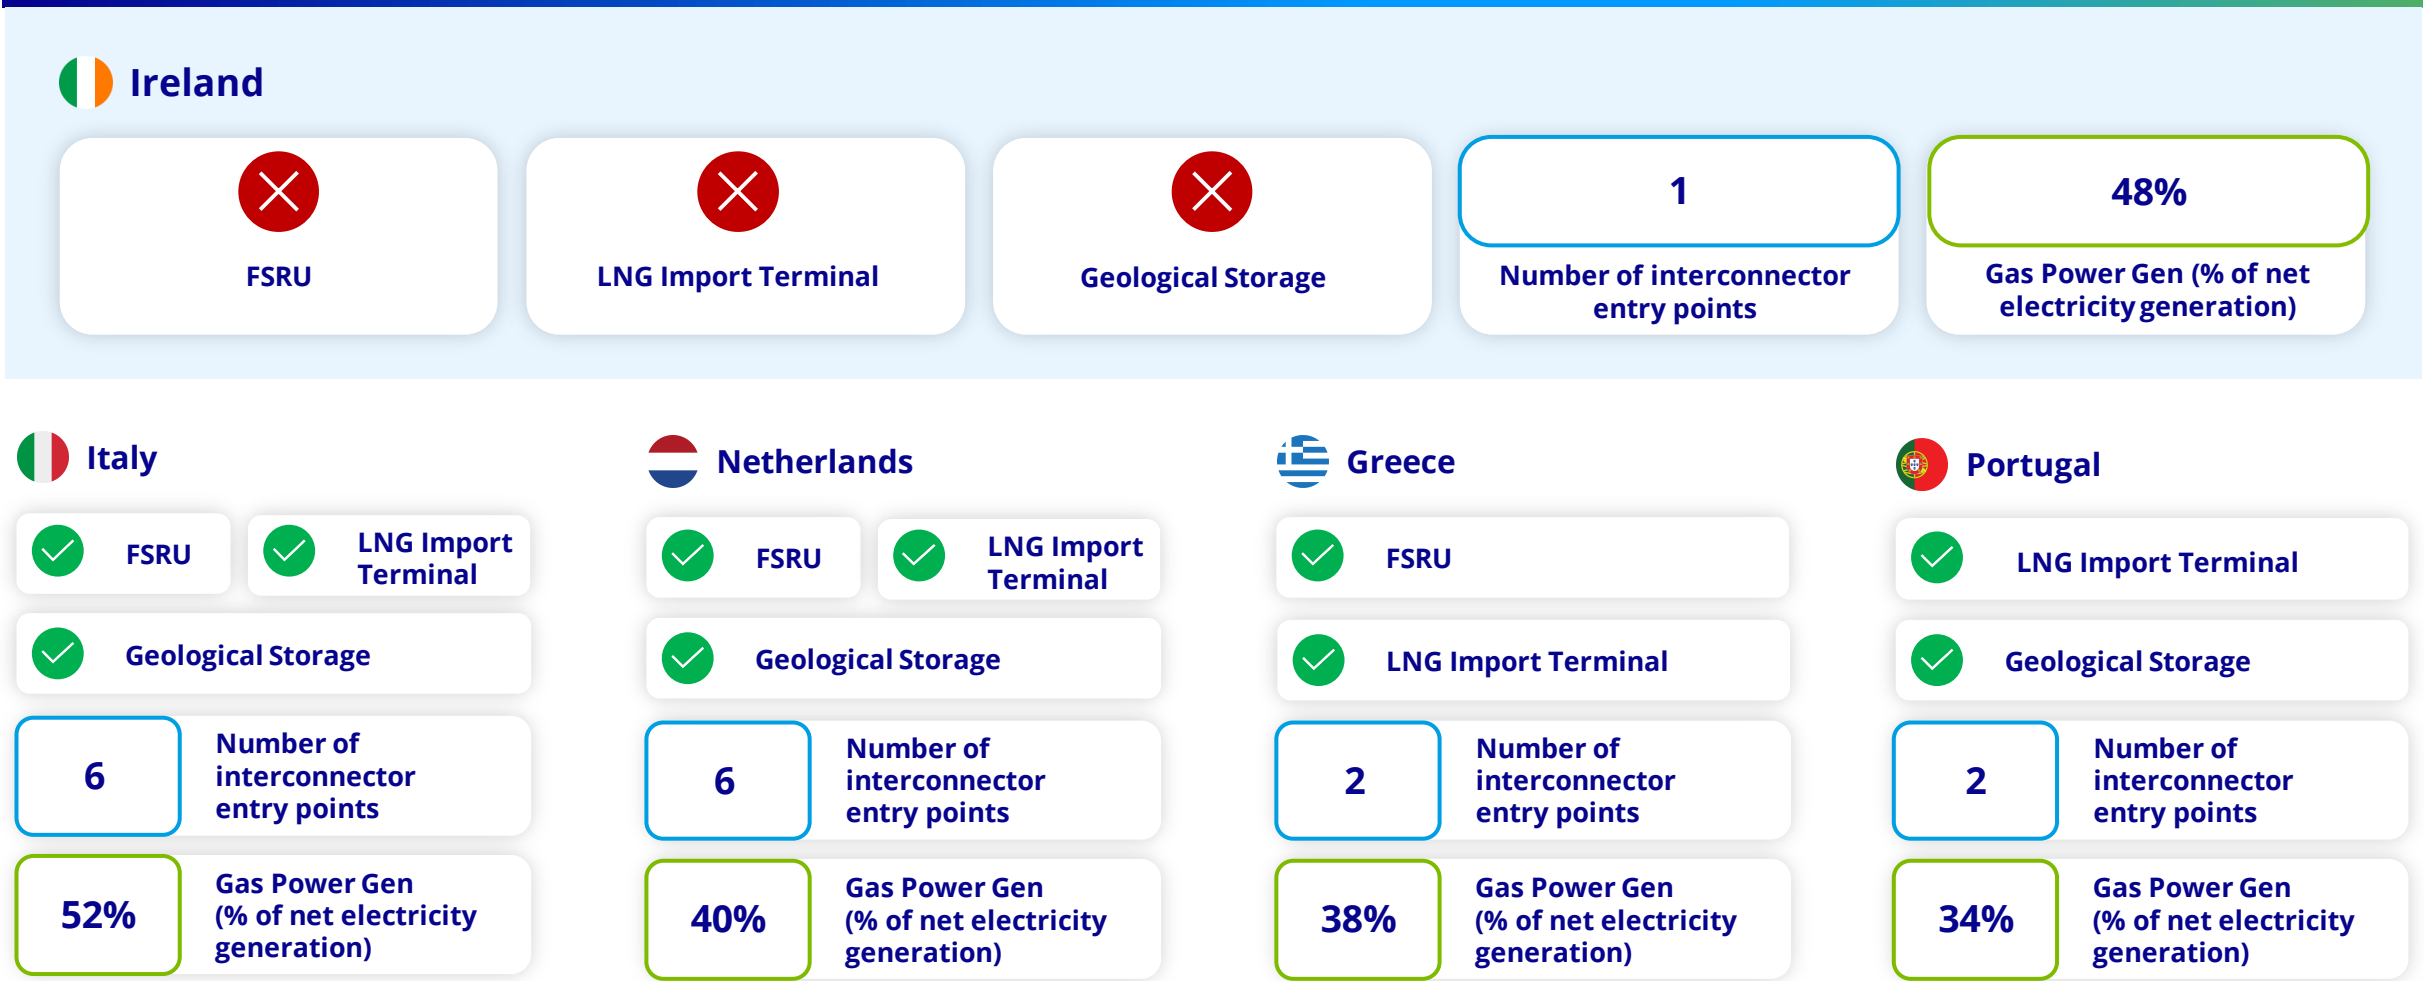 Ireland
FSRU
LNG Import Terminal
Geological Storage
1
Number of interconnector
entry points
48%
Gas Power Gen (% of net
electricity generation)
Italy
FSRU
LNG Import
Terminal
Geological Storage
6
Number of
interconnector
entry points
52%
Gas Power Gen
(% of net electricity
generation)
Netherlands
FSRU
LNG Import
Terminal
Geological Storage
6
Number of
interconnector
entry points
40%
Gas Power Gen
(% of net electricity
generation)
Greece
FSRU
LNG Import Terminal
2
Number of
interconnector
entry points
38%
Gas Power Gen
(% of net electricity
generation)
Portugal
LNG Import Terminal
Geological Storage
2
Number of
interconnector
entry points
34%
Gas Power Gen
(% of net electricity
generation)